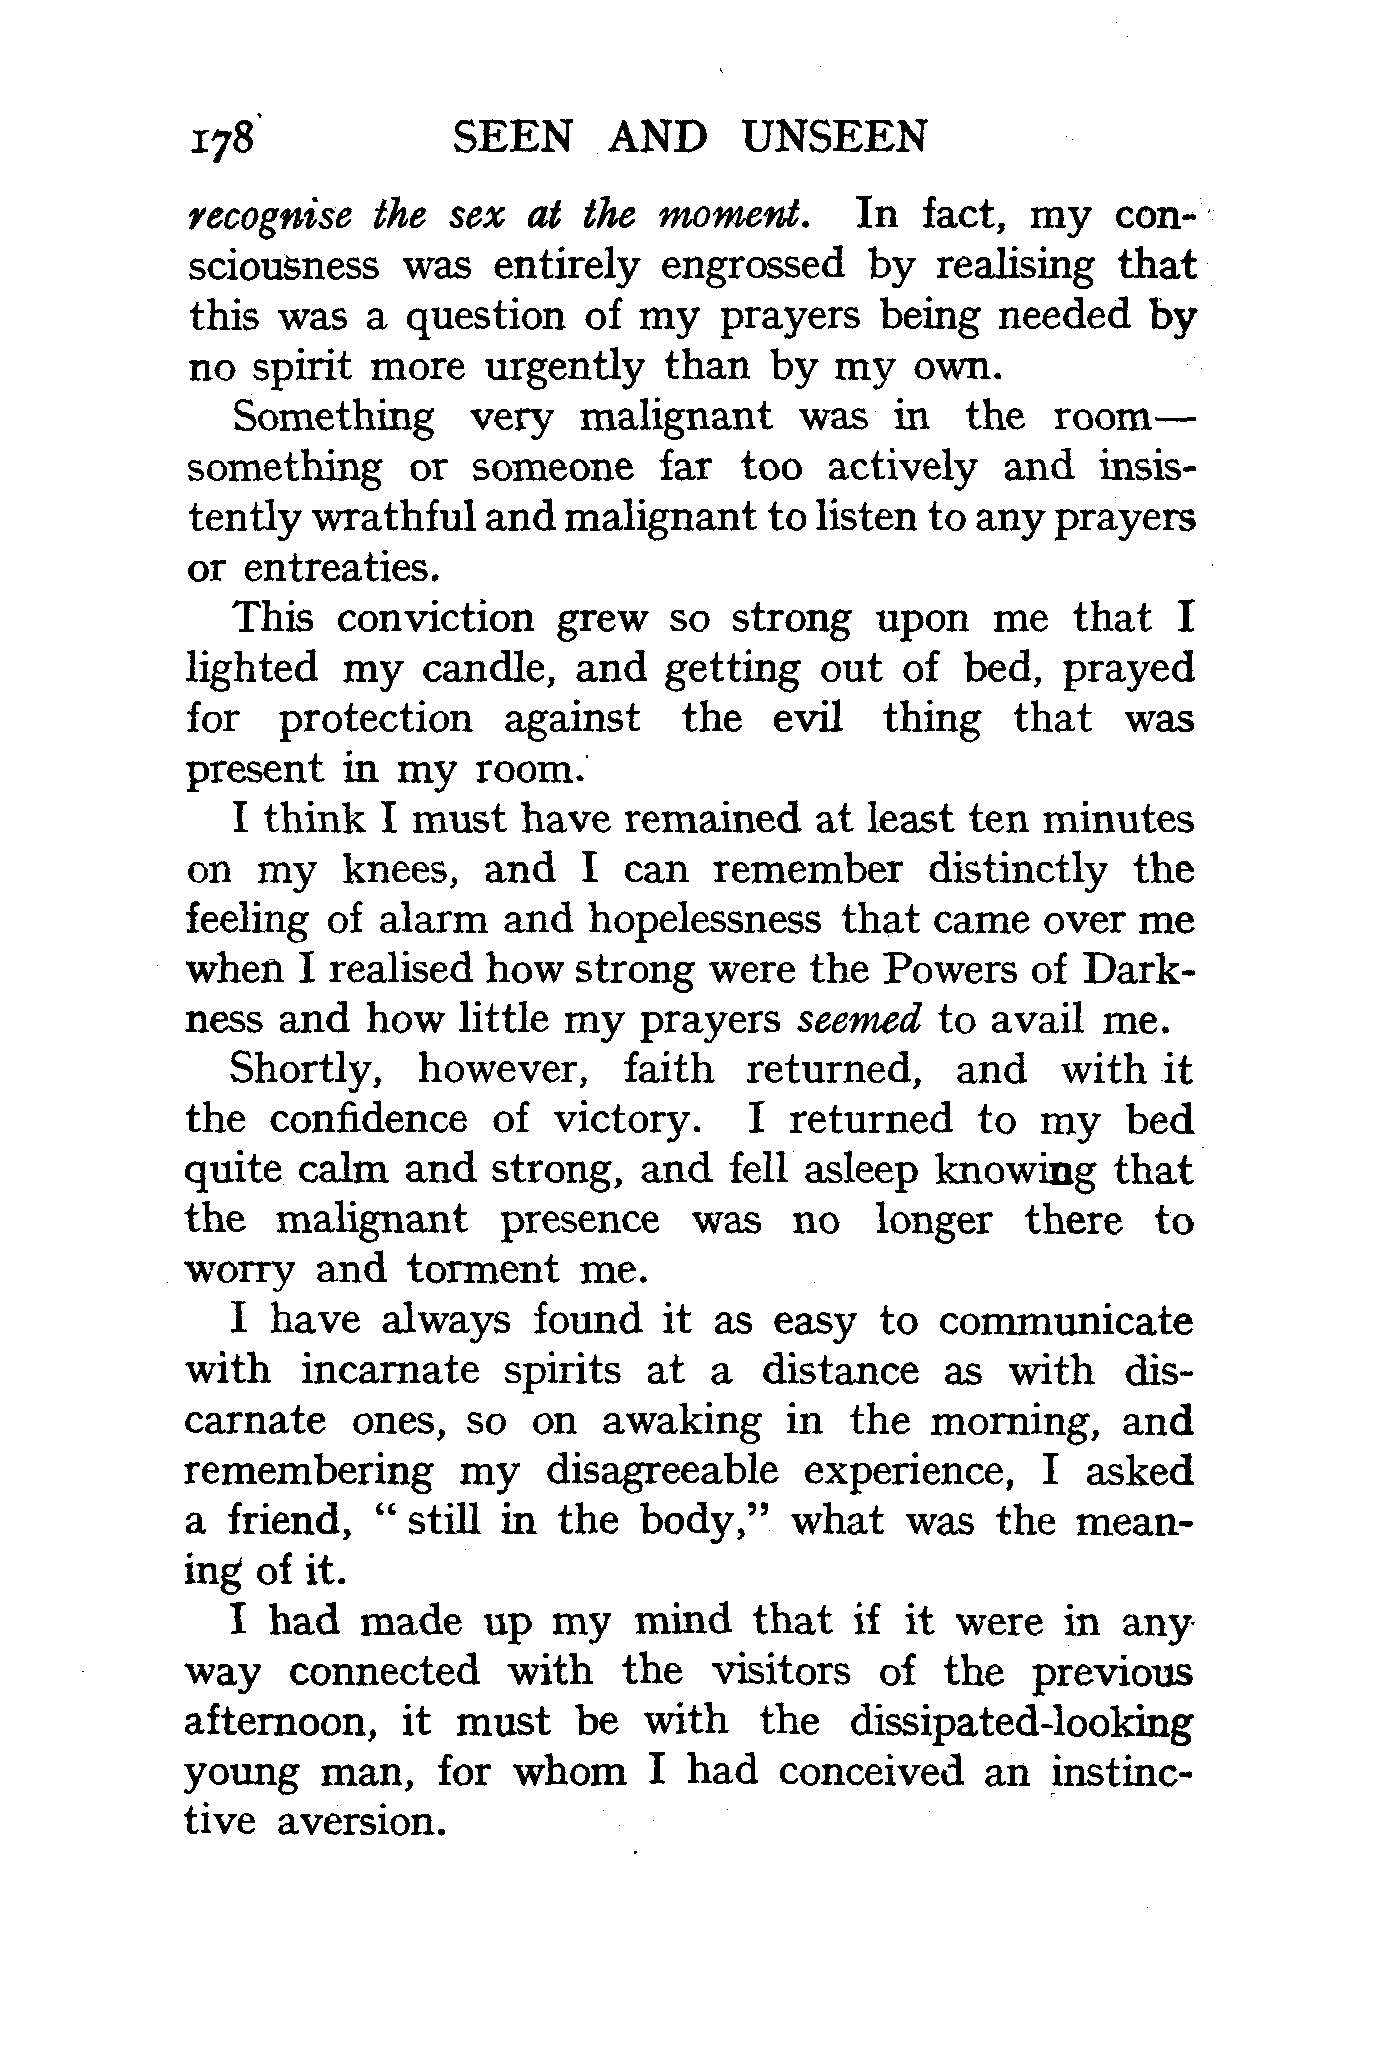 178 SEEN AND UNSEEN
recognise the sex at the moment. In fact, my con-
sciousness was entirely engrossed by realising that
this was a question of my prayers being needed by
no spirit more urgently than by my own.
Something very malignant was in the room—
something or someone far too actively and insis-
tently wrathful and malignant to listen to any prayers
or entreaties.
This conviction grew so strong upon me that I
lighted my candle, and getting out of bed, prayed
for protection against the evil thing that was
present in my room.
I think I must have remained at least ten minutes
on my knees, and I can remember distinctly the
feeling of alarm and hopelessness that came over me
when I realised how strong were the Powers of Dark-
ness and how little my prayers seemed to avail me.
Shortly, however, faith returned, and with it
the confidence of victory. I returned to my bed
quite calm and strong, and fell asleep knowing that
the malignant presence was no longer there to
worry and torment me.
I have always found it as easy to communicate
with incarnate spirits at a distance as with dis-
carnate ones, so on awaking in the morning, and
remembering my disagreeable experience, I asked
a friend, “ still in the body,” what was the mean-
ing of it.
I had made up my mind that if it were in any
way connected with the visitors of the previous
afternoon, it must be with the dissipated-looking
young man, for whom I had conceived an instinc-
tive aversion.